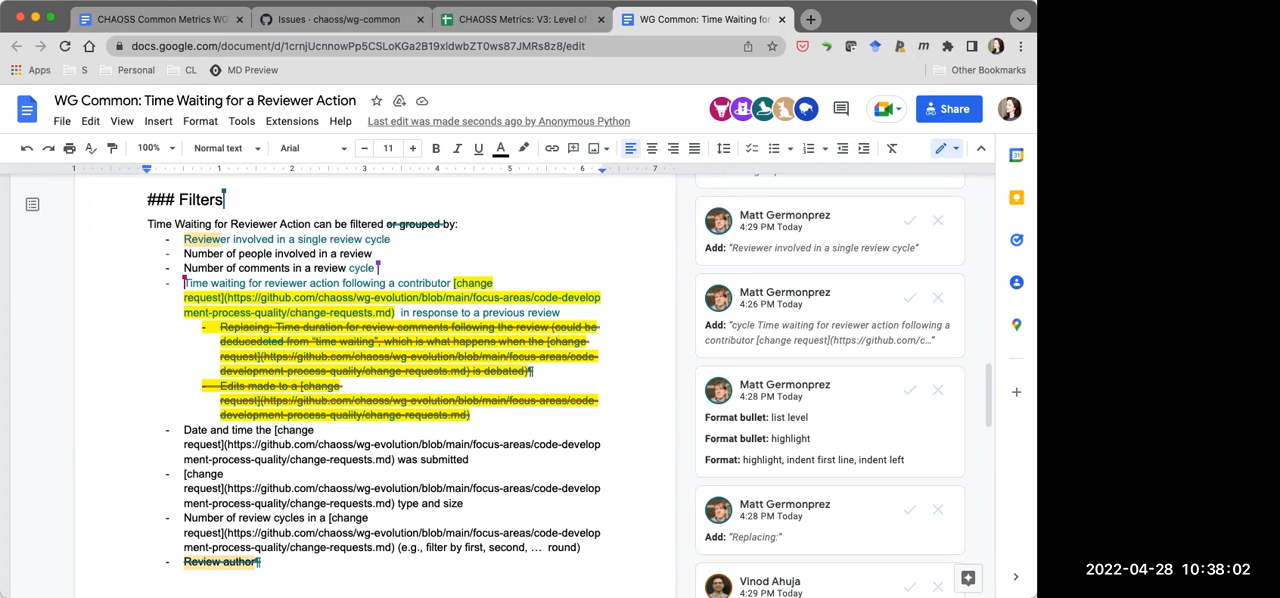 CHAOSS Common Metrics WG
Issues · chaoss/wg-common
CHAOSS Metrics: V3: Level of
WG Common: Time Waiting for
docs.google.com/document/d/1crnjUcnnowPp5CSLoKGa2B19xldwbZT0ws87JMRs8z8/edit
Apps
S
Personal
CL
MD Preview
Other Bookmarks
WG Common: Time Waiting for a Reviewer Action
File Edit View Insert Format Tools Extensions Help
Last edit was made seconds ago by Anonymous Python
Share
100%
Normal text
Arial
11
B I U A
1 1 2 3 4 5 6 7
### Filters
Time Waiting for Reviewer Action can be filtered or grouped by:
- Reviewer involved in a single review cycle
- Number of people involved in a review
- Number of comments in a review cycle
- Time waiting for reviewer action following a contributor [change
request](https://github.com/chaoss/wg-evolution/blob/main/focus-areas/code-develop
ment-process-quality/change-requests.md) in response to a previous review
- Replacing: Time duration for review comments following the review (could be
deducedcted from "time waiting", which is what happens when the [change
request](https://github.com/chaoss/wg-evolution/blob/main/focus-areas/code-
development-process-quality/change-requests.md) is debated)¶
- Edits made to a [change
request](https://github.com/chaoss/wg-evolution/blob/main/focus-areas/code-
development-process-quality/change-requests.md)
- Date and time the [change
request](https://github.com/chaoss/wg-evolution/blob/main/focus-areas/code-develop
ment-process-quality/change-requests.md) was submitted
- [change
request](https://github.com/chaoss/wg-evolution/blob/main/focus-areas/code-develop
ment-process-quality/change-requests.md) type and size
- Number of review cycles in a [change
request](https://github.com/chaoss/wg-evolution/blob/main/focus-areas/code-develop
ment-process-quality/change-requests.md) (e.g., filter by first, second, … round)
- Review author¶
Matt Germonprez
4:29 PM Today
Add: "Reviewer involved in a single review cycle"
Matt Germonprez
4:26 PM Today
Add: "cycle Time waiting for reviewer action following a
contributor [change request](https://github.com/c..."
Matt Germonprez
4:28 PM Today
Format bullet: list level
Format bullet: highlight
Format: highlight, indent first line, indent left
Matt Germonprez
4:28 PM Today
Add: "Replacing:"
Vinod Ahuja
4:29 PM Today
2022-04-28 10:38:02